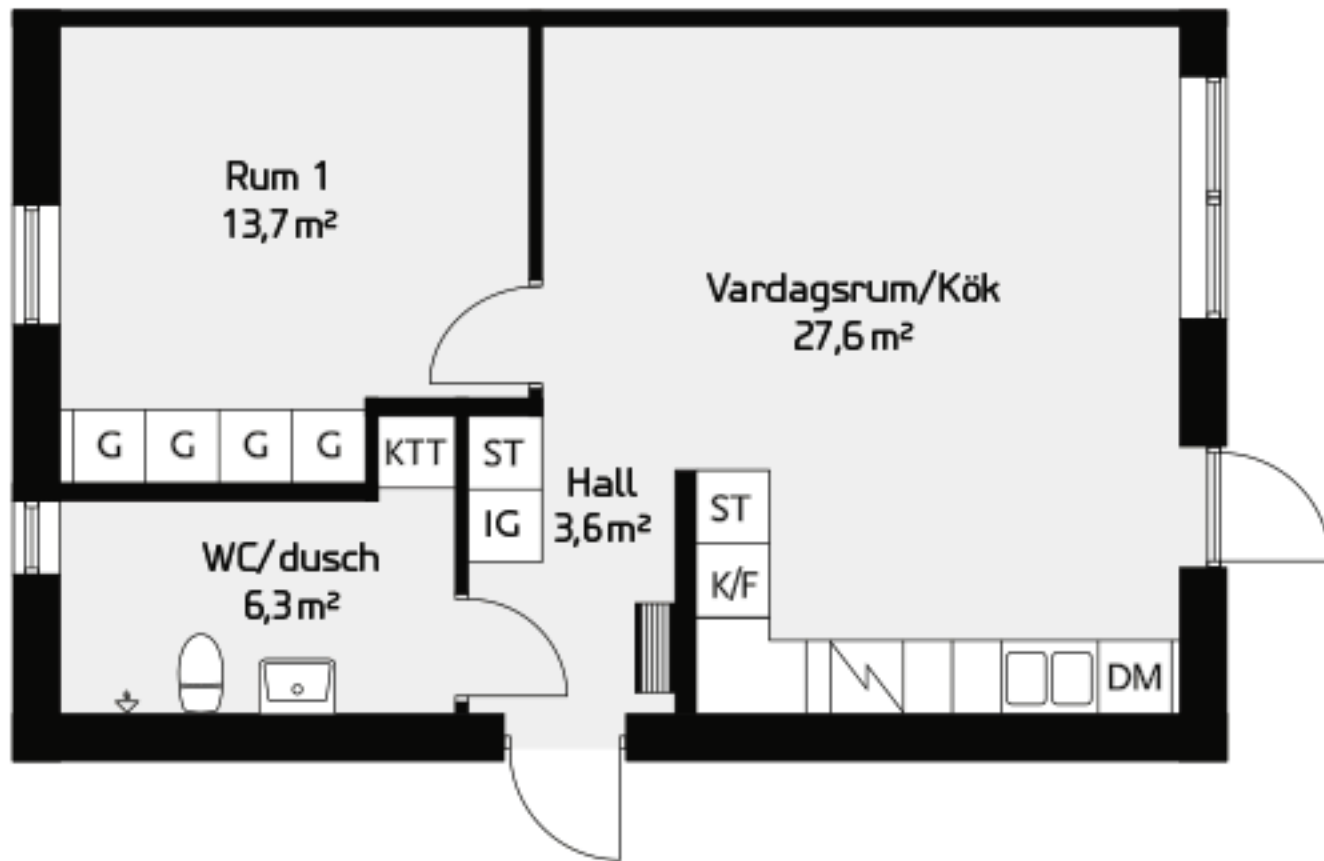 Rum 1
13,7 m²
Vardagsrum/Kök
27,6 m²
G G G G KTT ST
IG
Hall
3,6 m²
ST
K/F
WC/dusch
6,3 m²
DM